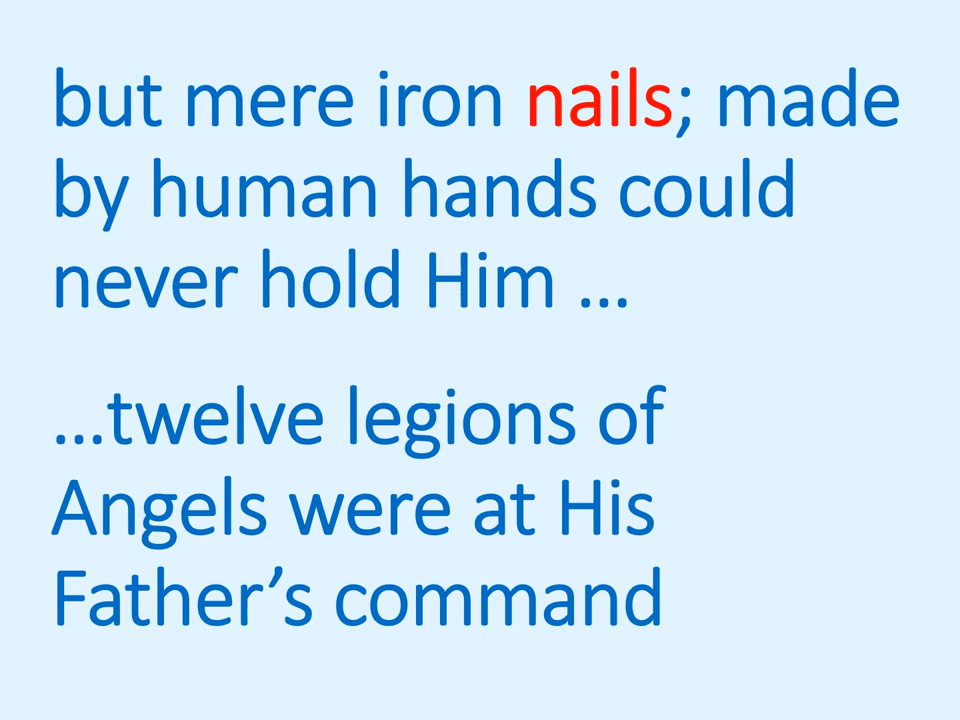 but mere iron nails; made
by human hands could
never hold Him …
…twelve legions of
Angels were at His
Father’s command